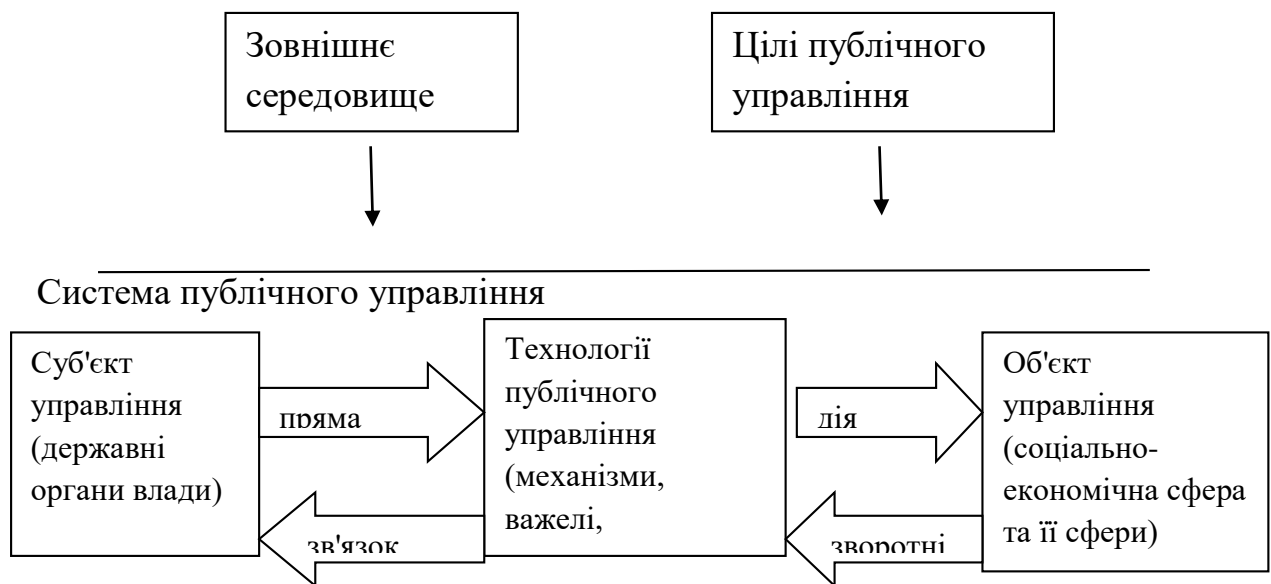 Зовнішнє
середовище
Цілі публічного
управління
Система публічного управління
Суб'єкт
управління
(державні
органи влади)
пряма
зв'язок
Технології
публічного
управління
(механізми,
важелі,
дія
зворотні
Об'єкт
управління
(соціально-
економічна сфера
та її сфери)